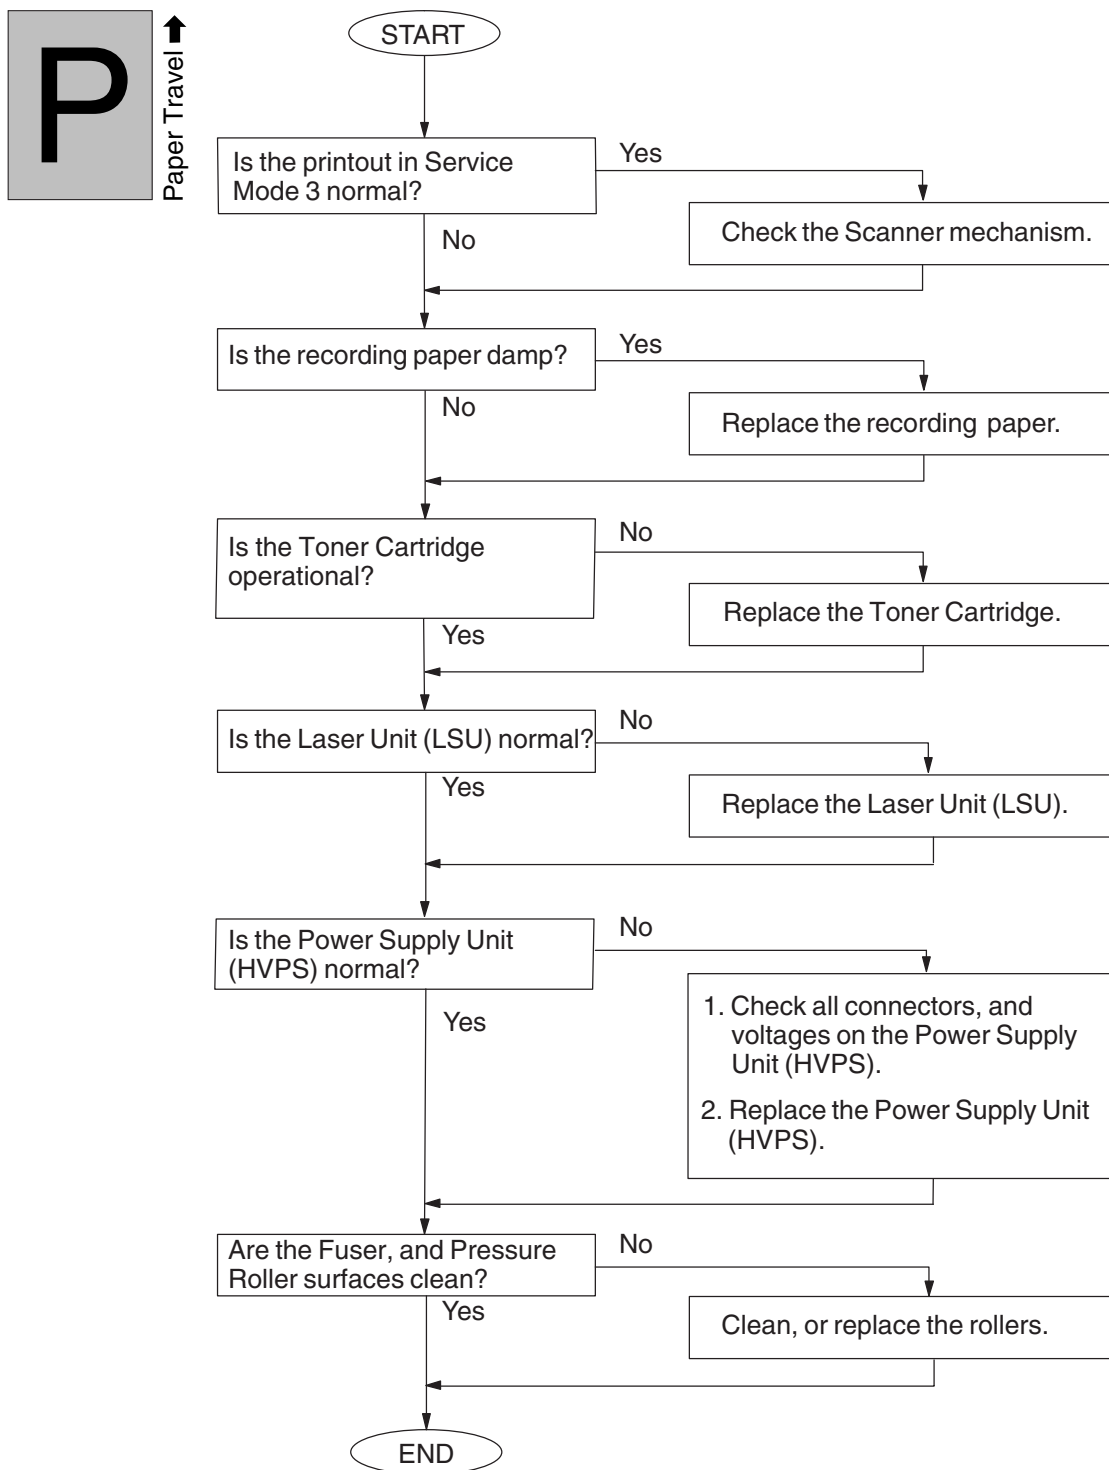 P
Paper Travel
START
Is the printout in Service
Mode 3 normal?
Yes
Check the Scanner mechanism.
No
Is the recording paper damp?
Yes
Replace the recording paper.
No
Is the Toner Cartridge
operational?
No
Replace the Toner Cartridge.
Yes
Is the Laser Unit (LSU) normal?
No
Replace the Laser Unit (LSU).
Yes
Is the Power Supply Unit
(HVPS) normal?
No
1. Check all connectors, and
voltages on the Power Supply
Unit (HVPS).
2. Replace the Power Supply Unit
(HVPS).
Yes
Are the Fuser, and Pressure
Roller surfaces clean?
No
Clean, or replace the rollers.
Yes
END